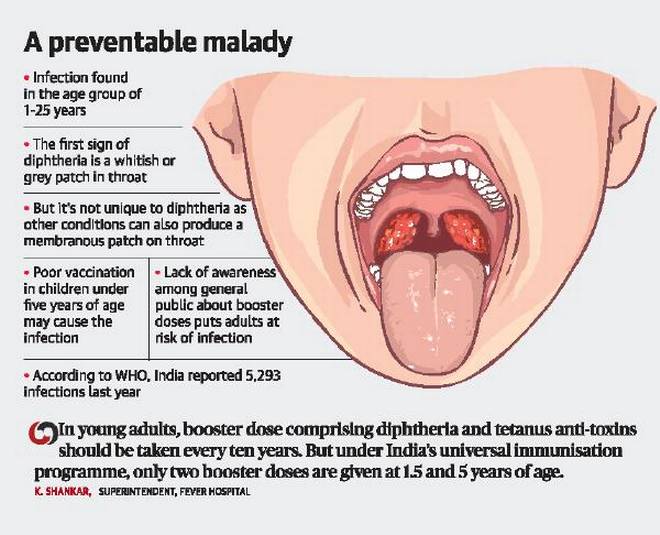 A preventable malady
• Infection found
in the age group of
1-25 years
• The first sign of
diphtheria is a whitish or
grey patch in throat
• But it's not unique to diphtheria as
other conditions can also produce a
membranous patch on throat
• Poor vaccination
in children under
five years of age
may cause the
infection
• Lack of awareness
among general
public about booster
doses puts adults at
risk of infection
• According to WHO, India reported 5,293
infections last year
In young adults, booster dose comprising diphtheria and tetanus anti-toxins
should be taken every ten years. But under India's universal immunisation
programme, only two booster doses are given at 1.5 and 5 years of age.
K. SHANKAR, SUPERINTENDENT, FEVER HOSPITAL